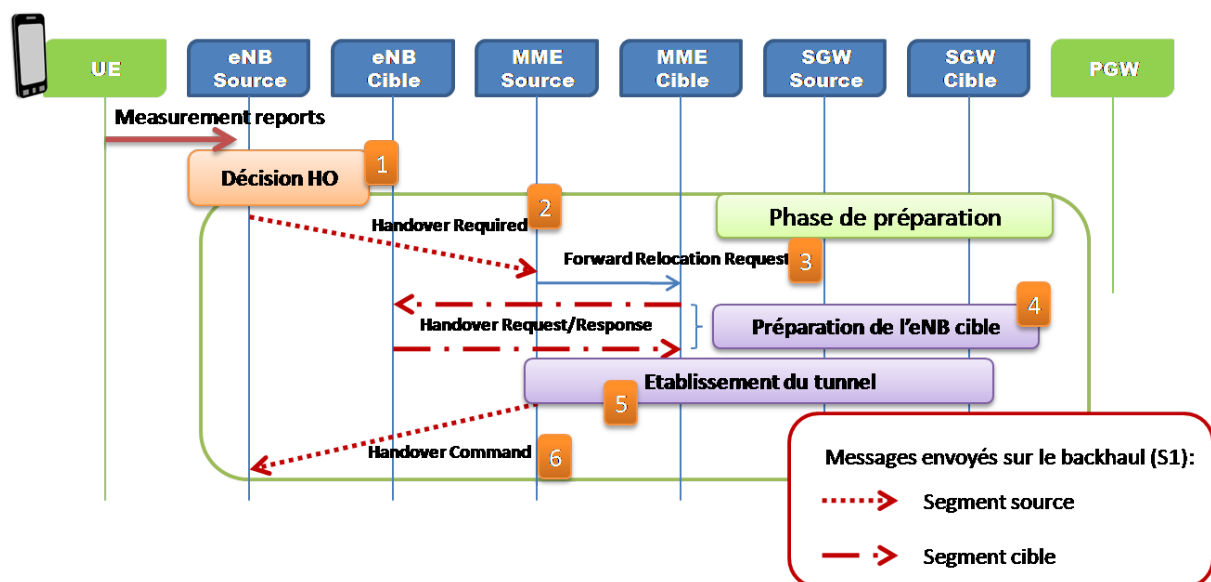 UE
eNB
Source
eNB
Cible
MME
Source
MME
Cible
SGW
Source
SGW
Cible
PGW
Measurement reports
Décision HO
1
Handover Required
2
Phase de préparation
Forward Relocation Request
3
Handover Request/Response
Préparation de l'eNB cible
4
Etablissement du tunnel
5
Handover Command
6
Messages envoyés sur le backhaul (S1):
Segment source
Segment cible